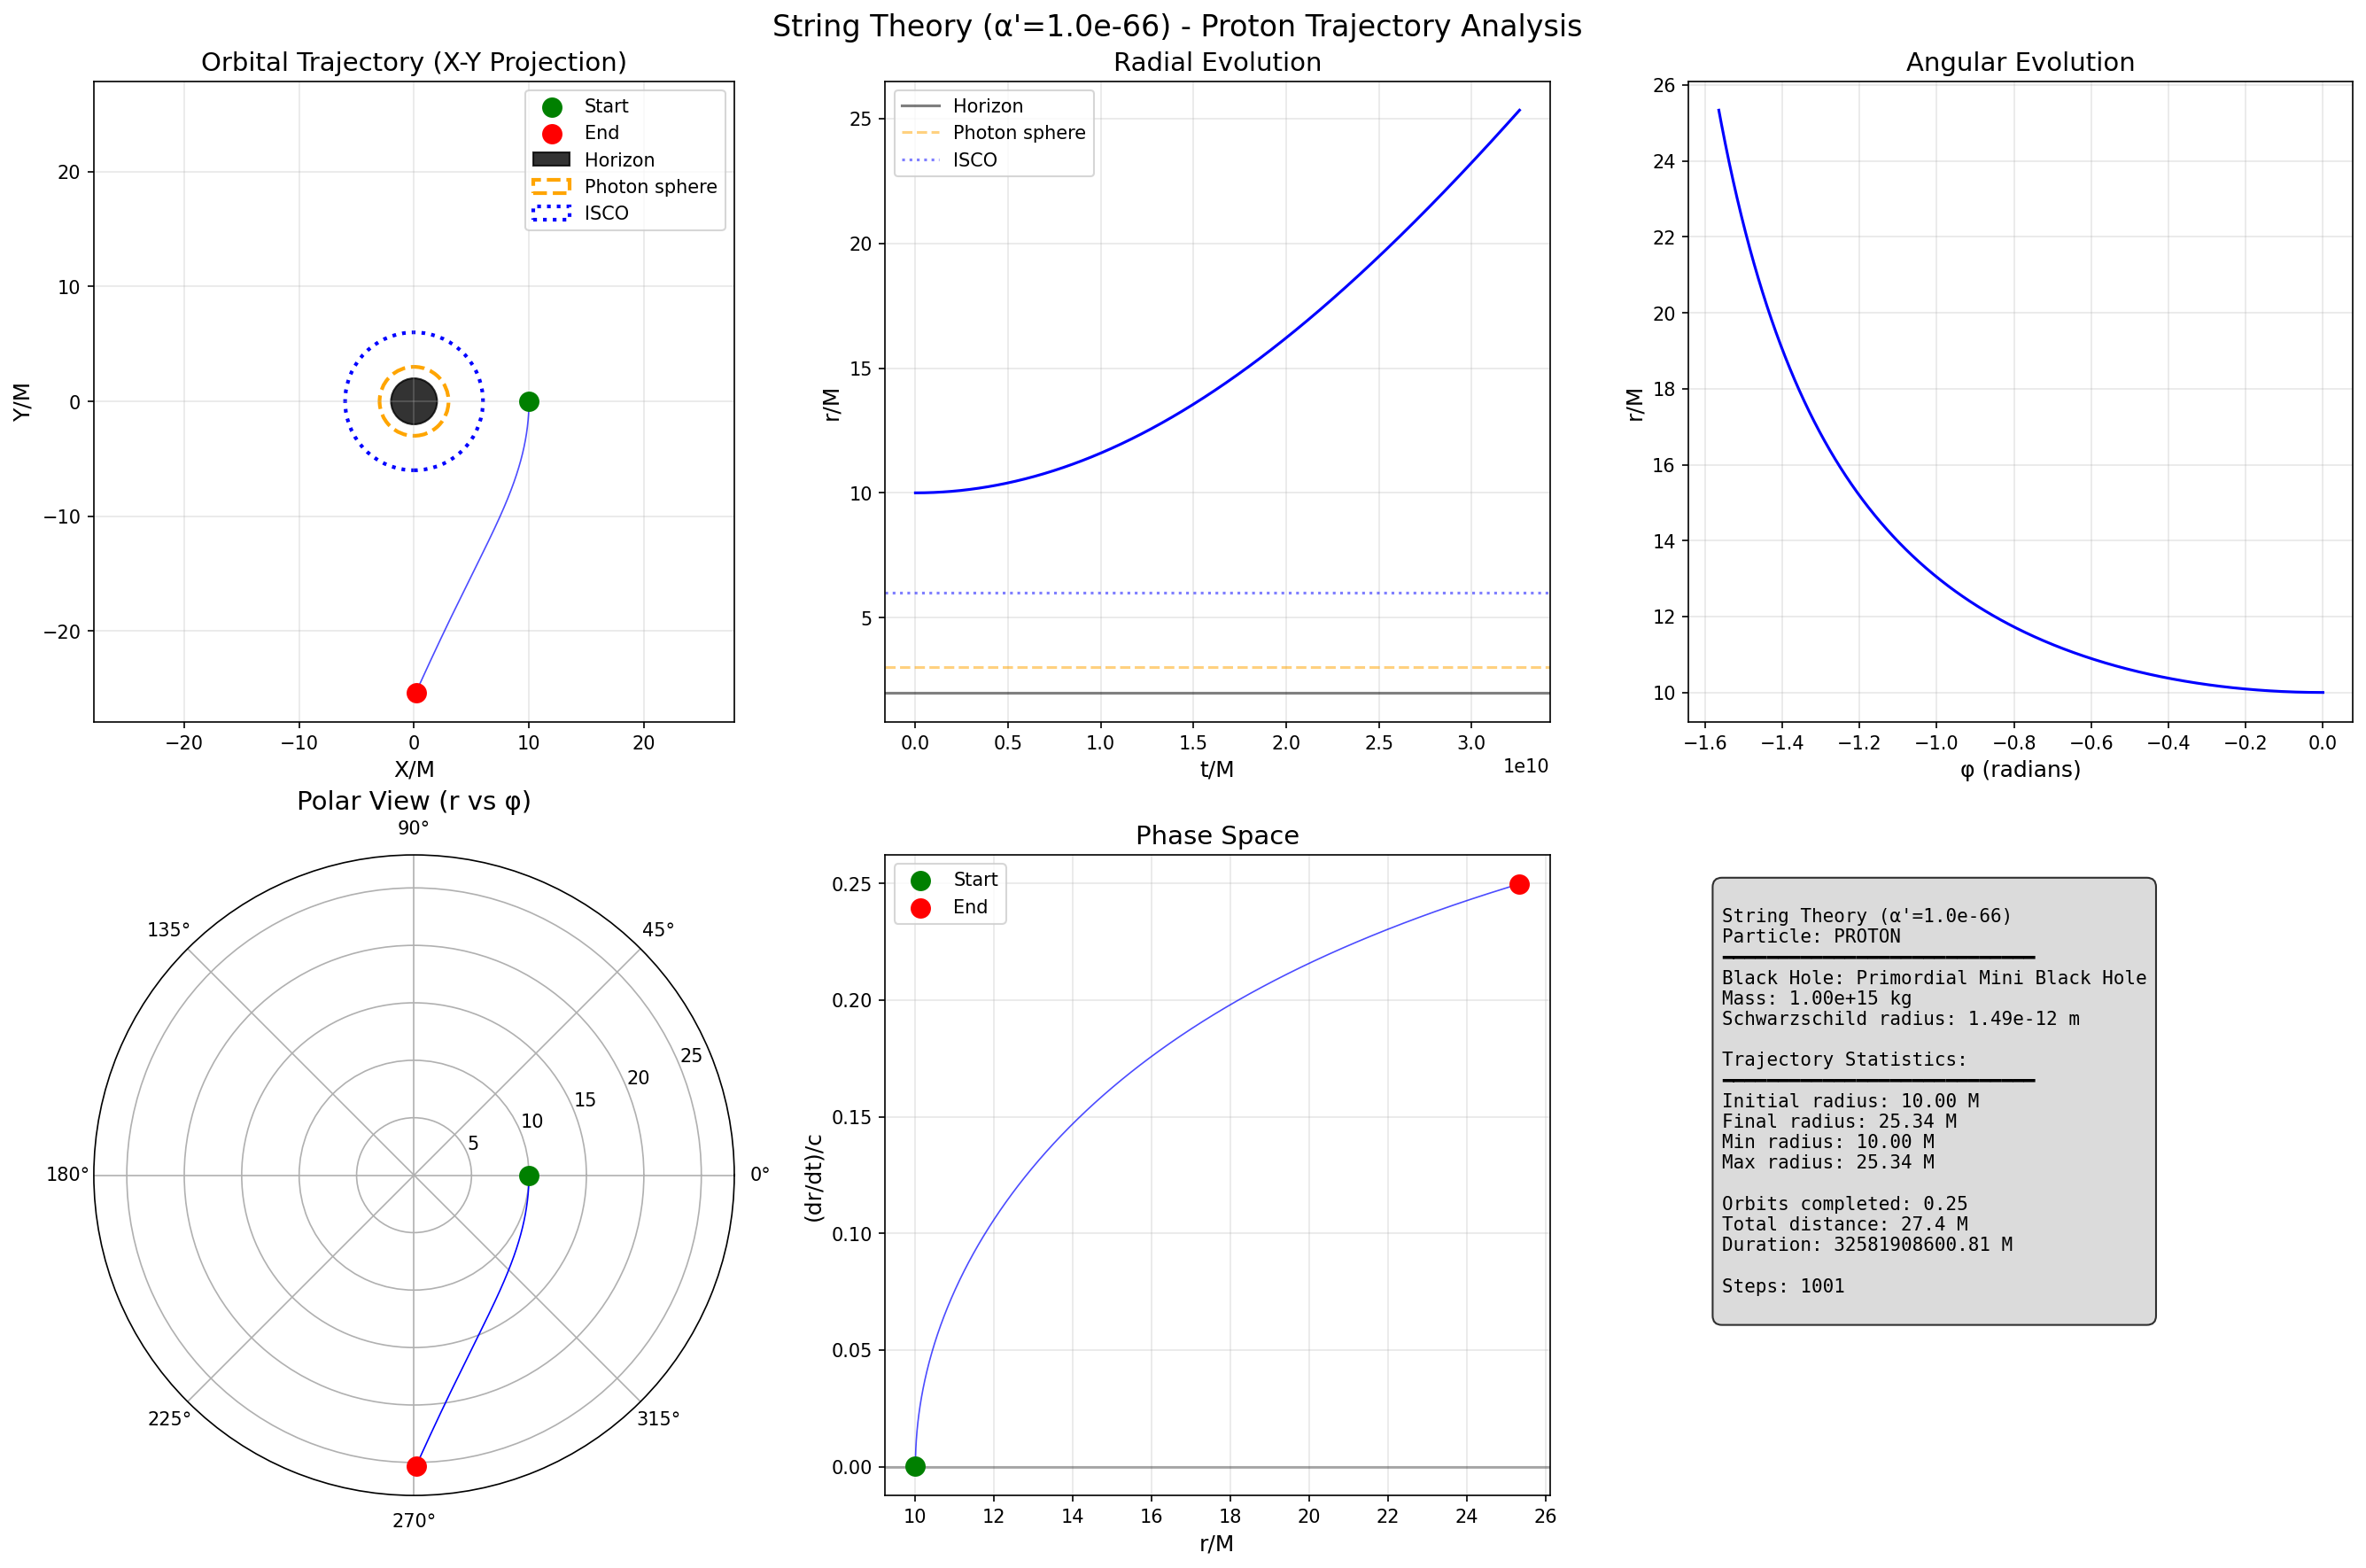 String Theory (α'=1.0e-66) - Proton Trajectory Analysis
Orbital Trajectory (X-Y Projection)
Start
End
Horizon
Photon sphere
ISCO
20
10
0
−10
−20
Y/M
−20
−10
0
10
20
X/M
Radial Evolution
Horizon
Photon sphere
ISCO
25
20
15
10
5
r/M
0.0
0.5
1.0
1.5
2.0
2.5
3.0
1e10
t/M
Angular Evolution
26
24
22
20
18
16
14
12
10
r/M
−1.6
−1.4
−1.2
−1.0
−0.8
−0.6
−0.4
−0.2
0.0
φ (radians)
Polar View (r vs φ)
90°
135°
45°
180°
0°
225°
315°
270°
5
10
15
20
25
Phase Space
Start
End
0.25
0.20
0.15
0.10
0.05
0.00
(dr/dt)/c
10
12
14
16
18
20
22
24
26
r/M
String Theory (α'=1.0e-66)
Particle: PROTON
Black Hole: Primordial Mini Black Hole
Mass: 1.00e+15 kg
Schwarzschild radius: 1.49e-12 m
Trajectory Statistics:
Initial radius: 10.00 M
Final radius: 25.34 M
Min radius: 10.00 M
Max radius: 25.34 M
Orbits completed: 0.25
Total distance: 27.4 M
Duration: 32581908600.81 M
Steps: 1001